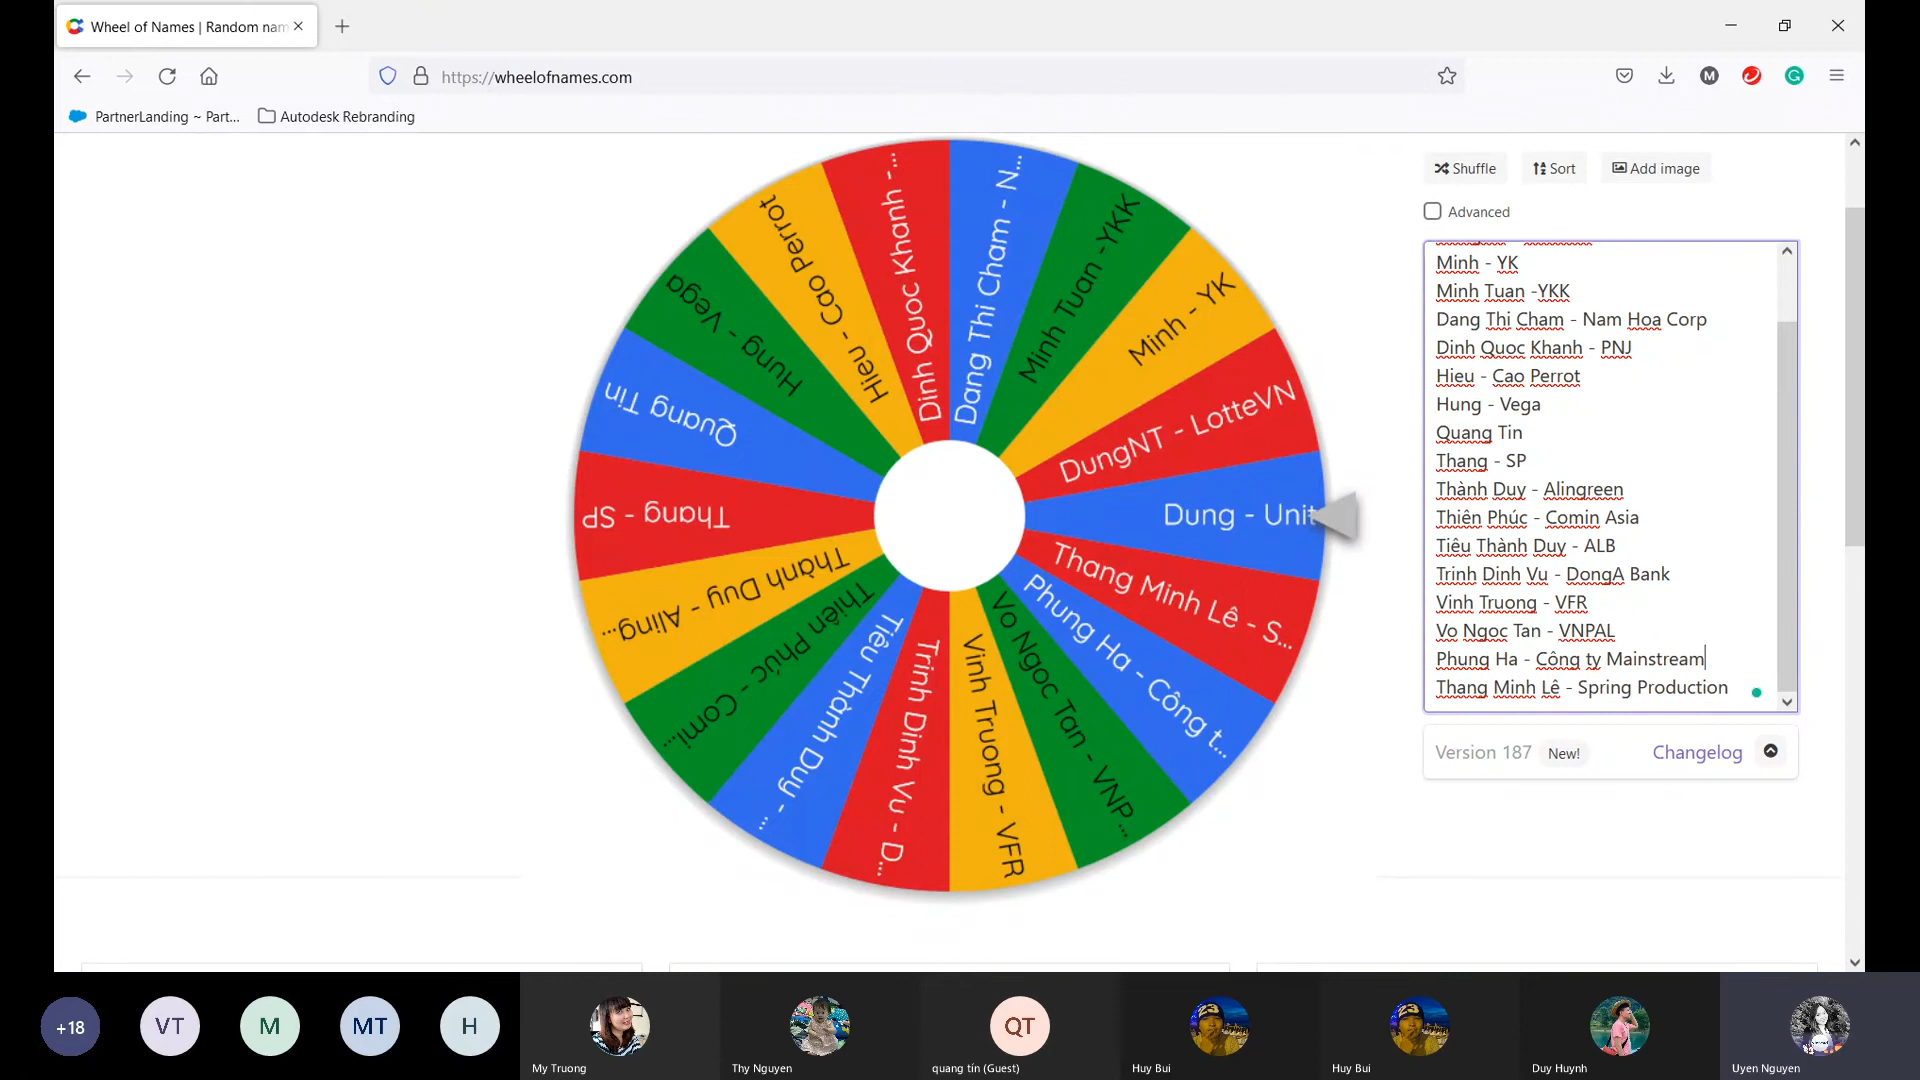 Wheel of Names | Random nam
https://wheelofnames.com
M
PartnerLanding ~ Part...
Autodesk Rebranding
Shuffle
Sort
Add image
Advanced
Minh - YK
Minh Tuan -YKK
Dang Thi Cham - Nam Hoa Corp
Dinh Quoc Khanh - PNJ
Hieu - Cao Perrot
Hung - Vega
Quang Tin
Thang - SP
Thành Duy - Alingreen
Thiên Phúc - Comin Asia
Tiêu Thành Duy - ALB
Trinh Dinh Vu - DongA Bank
Vinh Truong - VFR
Vo Ngoc Tan - VNPAL
Phung Ha - Công ty Mainstream
Thang Minh Lê - Spring Production
Version 187
New!
Changelog
Dinh Quoc Khanh -...
Dang Thi Cham - N...
Minh Tuan -YKK
Minh - YK
DungNT - LotteVN
Dung - Unit
Thang Minh Lê - S...
Phung Ha - Công t...
Vo Ngoc Tan - VNP...
Vinh Truong - VFR
Trinh Dinh Vu - D...
Tiêu Thành Duy - ...
Thiên Phúc - Comi...
Thành Duy - Aling...
Thang - SP
Quang Tin
Hung - Vega
Hieu - Cao Perrot
+18
VT
M
MT
H
My Truong
Thy Nguyen
QT
quang tín (Guest)
Huy Bui
Huy Bui
Duy Huynh
Uyen Nguyen